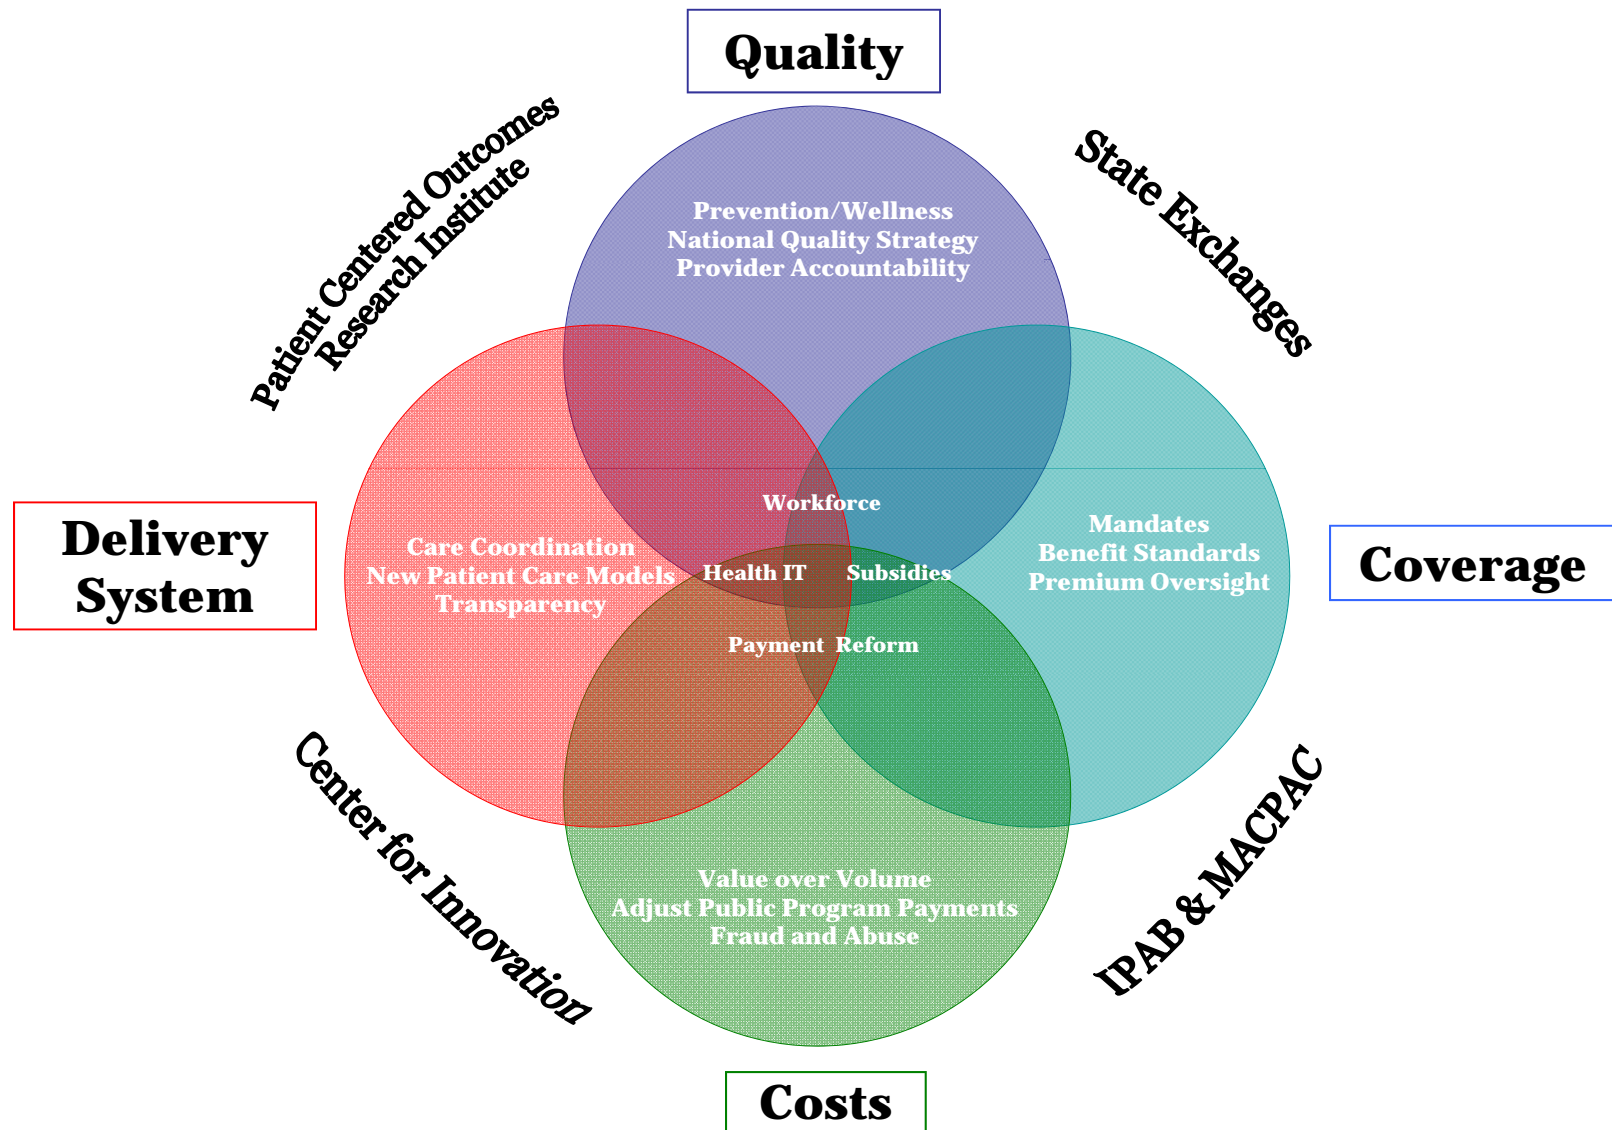 Quality
Patient Centered Outcomes
Research Institute
State Exchanges
Prevention/Wellness
National Quality Strategy
Provider Accountability
Delivery
System
Care Coordination
New Patient Care Models
Transparency
Workforce
Health IT
Subsidies
Payment Reform
Mandates
Benefit Standards
Premium Oversight
Coverage
Center for Innovation
IPAB & MACPAC
Value over Volume
Adjust Public Program Payments
Fraud and Abuse
Costs